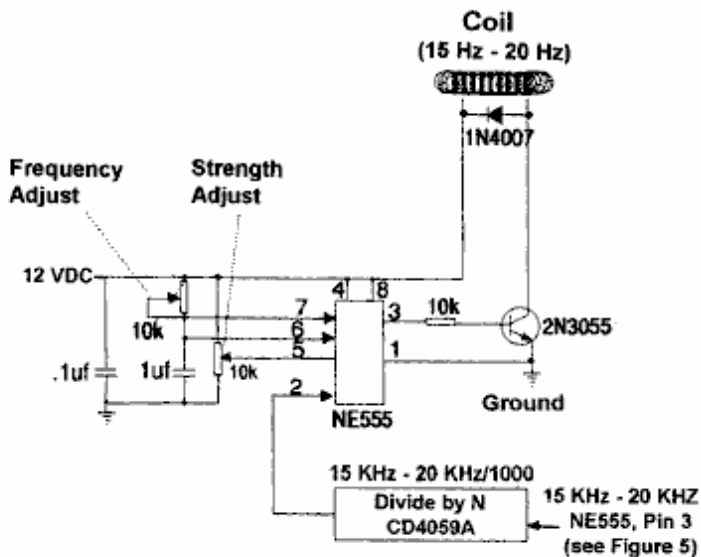 Coil
(15 Hz - 20 Hz)
1N4007
Frequency
Adjust
Strength
Adjust
12 VDC
4 8
7
10k
3
10k
2N3055
6
5
1
.1uf
1uf
10k
2
NE555
Ground
15 KHz - 20 KHz/1000
Divide by N
CD4059A
15 KHz - 20 KHZ
NE555, Pin 3
(see Figure 5)